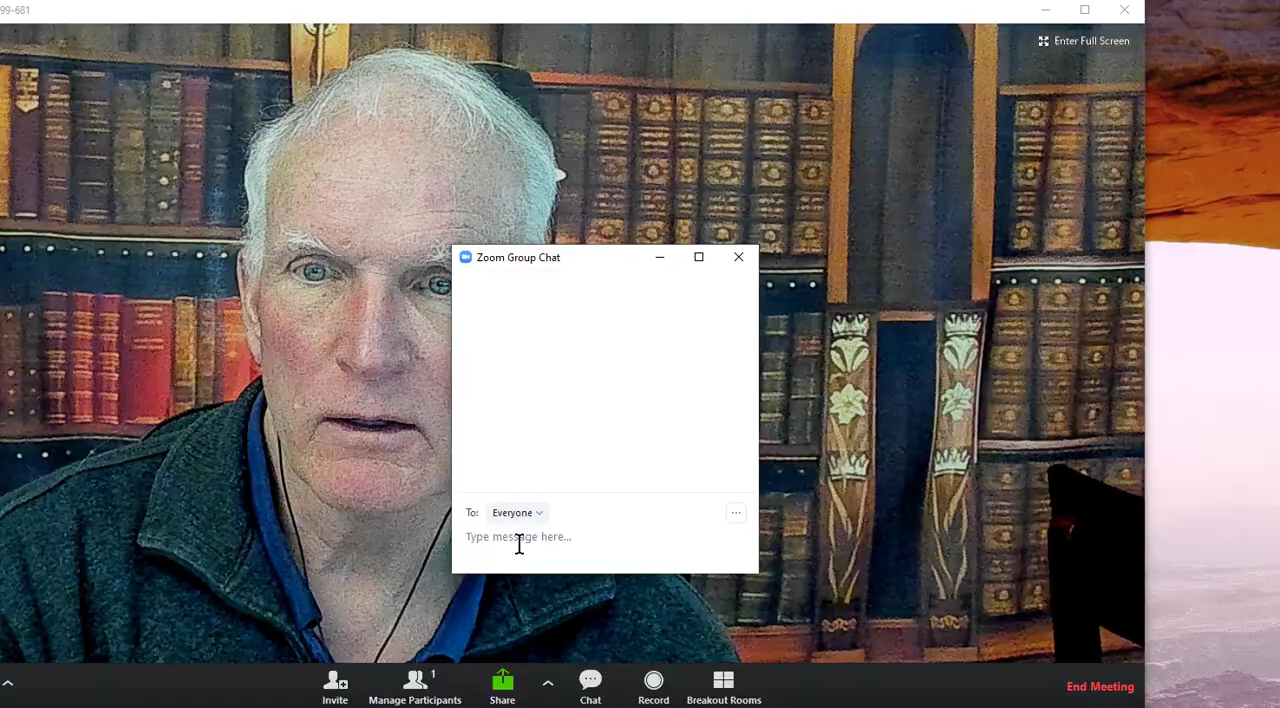 99-681
Enter Full Screen
Zoom Group Chat
To: Everyone
Type message here...
1
Invite
Manage Participants
Share
Chat
Record
Breakout Rooms
End Meeting